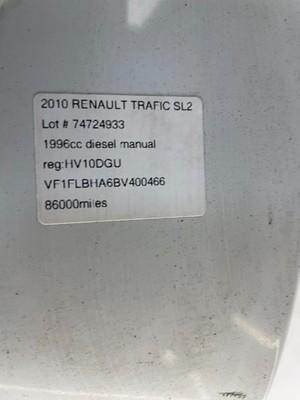 2010 RENAULT TRAFIC SL2
Lot # 74724933
1996cc diesel manual
reg:HV10DGU
VF1FLBHA6BV400466
86000miles